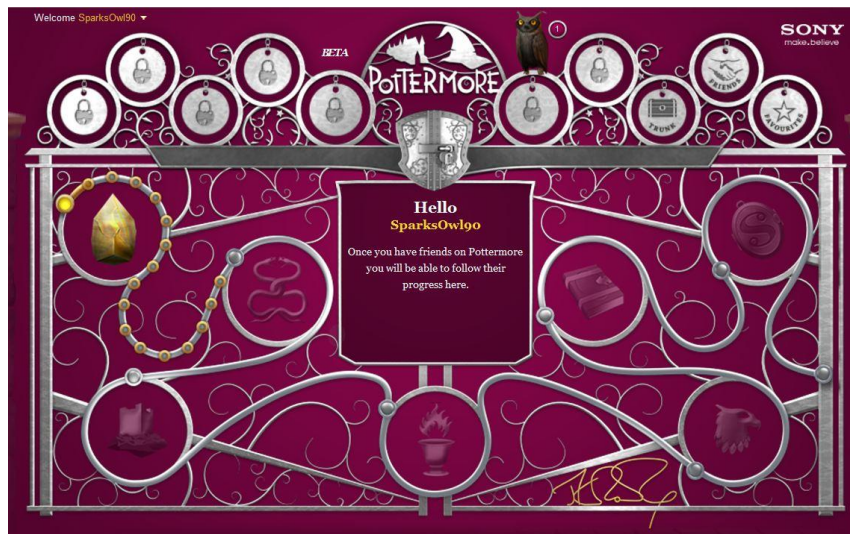 Welcome SparksOwl90
BETA
POTTERMORE
1
SONY
make.believe
FRIENDS
TRUNK
FAVOURITES
Hello
SparksOwl90
Once you have friends on Pottermore
you will be able to follow their
progress here.